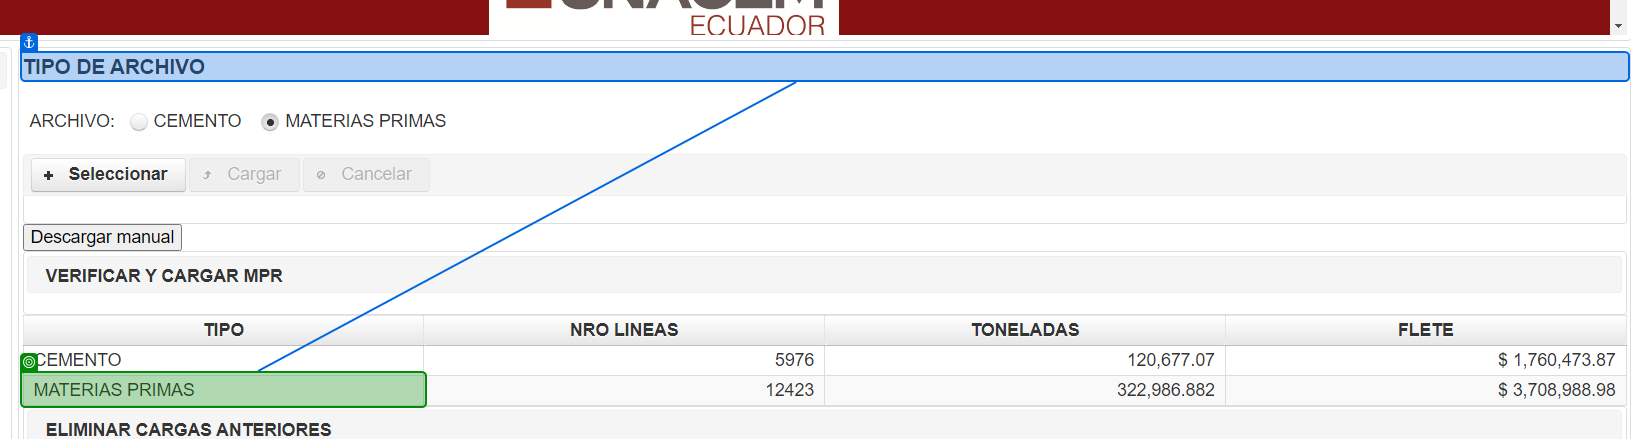 UNACEM
ECUADOR
TIPO DE ARCHIVO
ARCHIVO: CEMENTO MATERIAS PRIMAS
Seleccionar Cargar Cancelar
Descargar manual
VERIFICAR Y CARGAR MPR
TIPO NRO LINEAS TONELADAS FLETE
CEMENTO 5976 120,677.07 $ 1,760,473.87
MATERIAS PRIMAS 12423 322,986.882 $ 3,708,988.98
ELIMINAR CARGAS ANTERIORES